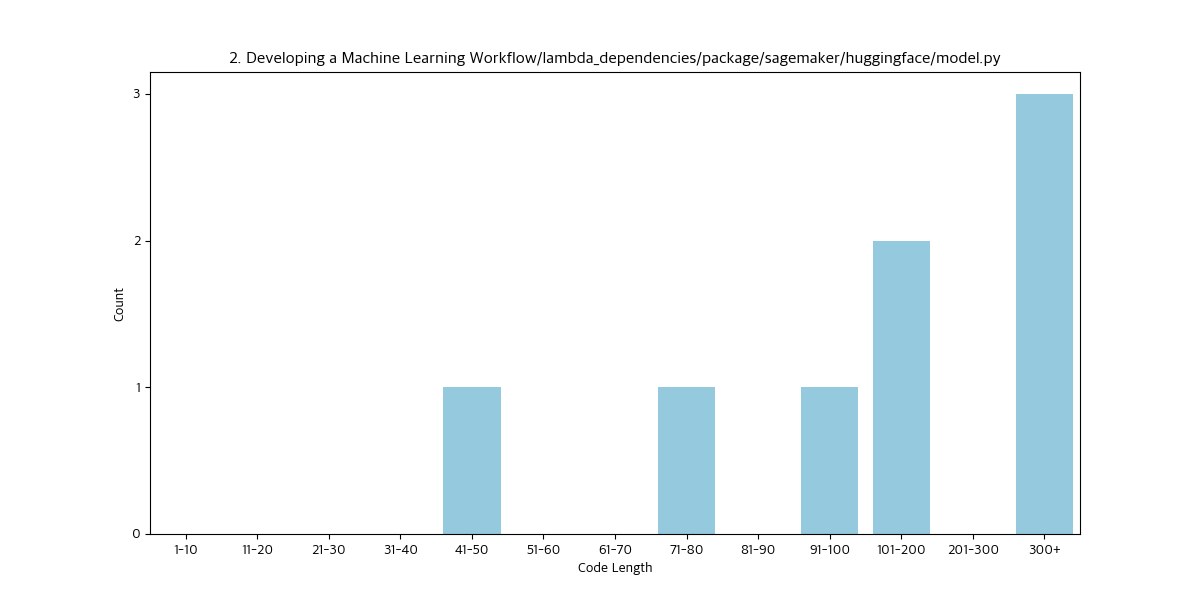 2. Developing a Machine Learning Workflow/lambda_dependencies/package/sagemaker/huggingface/model.py
3
2
1
0
Count
1-10 11-20 21-30 31-40 41-50 51-60 61-70 71-80 81-90 91-100 101-200 201-300 300+
Code Length